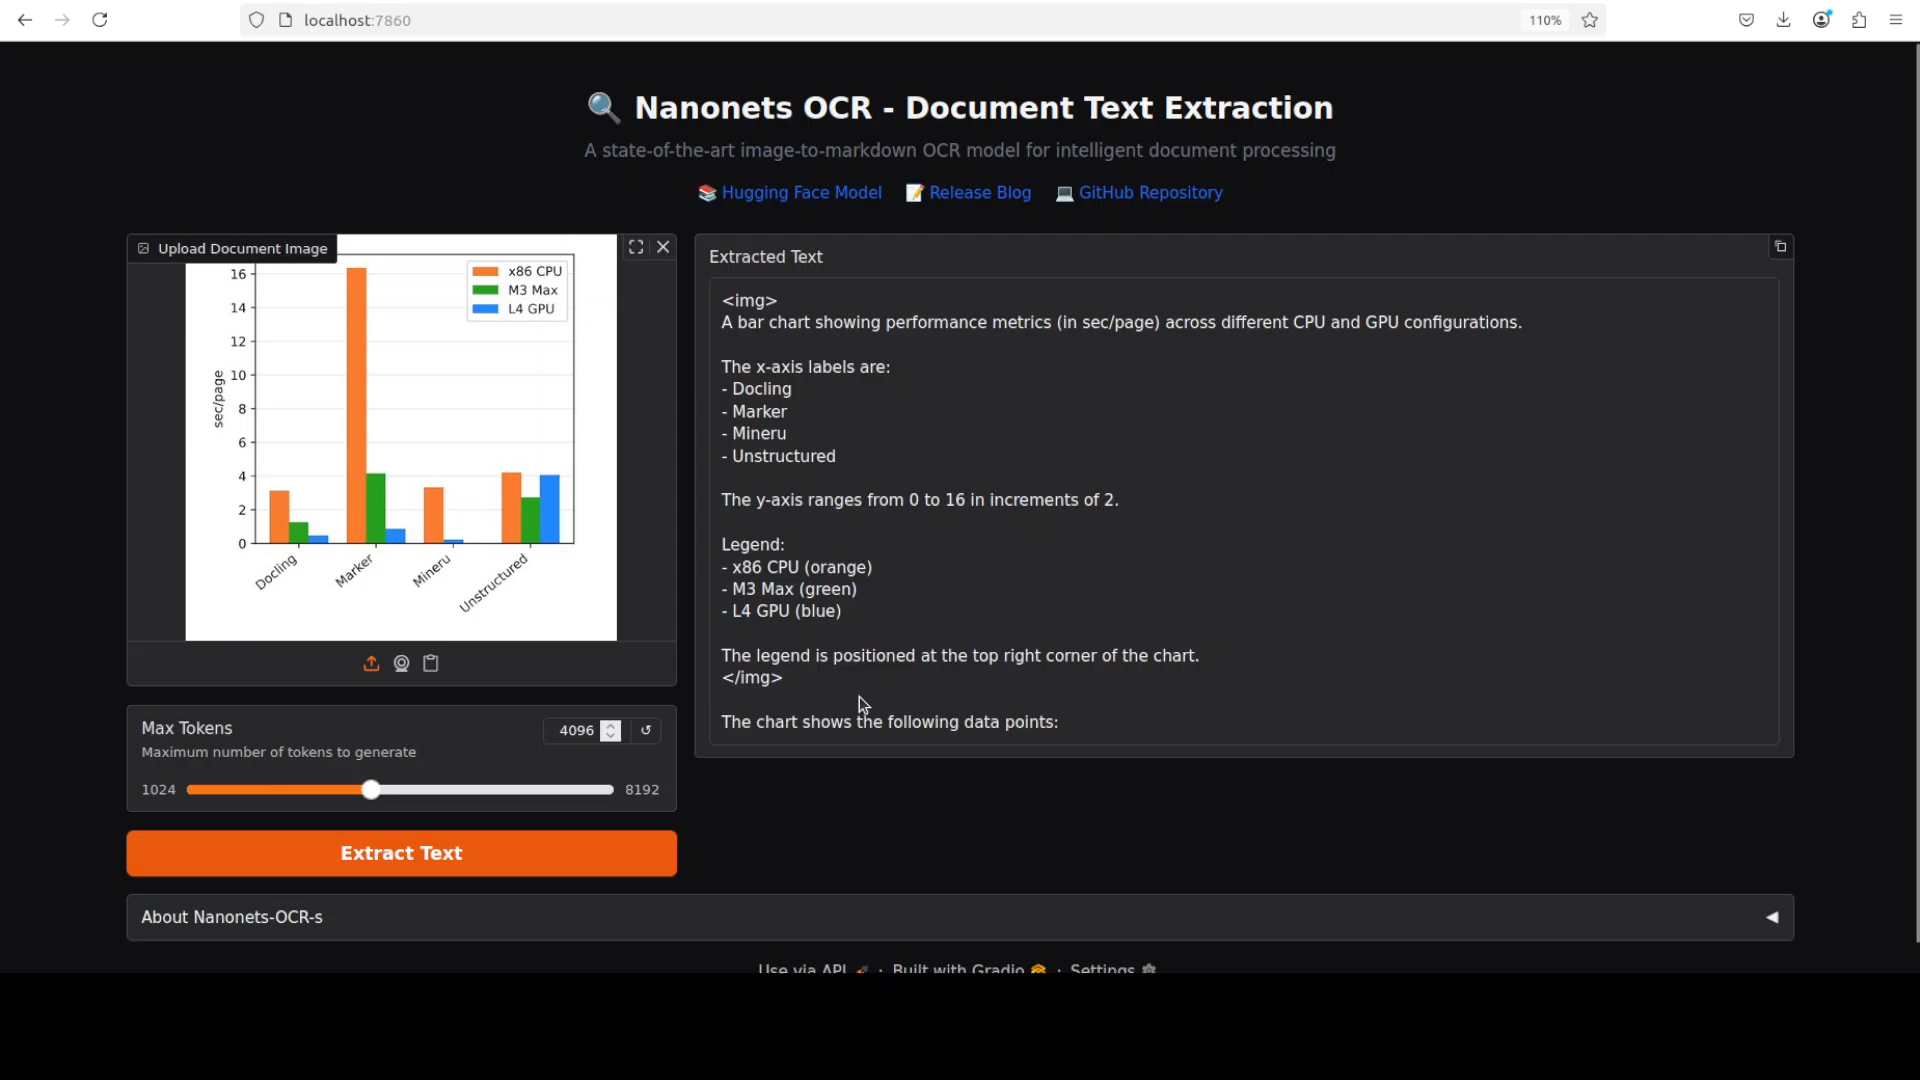 localhost:7860
110%
🔍 Nanonets OCR - Document Text Extraction
A state-of-the-art image-to-markdown OCR model for intelligent document processing
📚 Hugging Face Model 📝 Release Blog 💻 GitHub Repository
Upload Document Image
16
14
12
10
8
6
4
2
0
sec/page
x86 CPU
M3 Max
L4 GPU
Docling
Marker
Mineru
Unstructured
Max Tokens
4096
Maximum number of tokens to generate
1024
8192
Extract Text
Extracted Text
<img>
A bar chart showing performance metrics (in sec/page) across different CPU and GPU configurations.
The x-axis labels are:
- Docling
- Marker
- Mineru
- Unstructured
The y-axis ranges from 0 to 16 in increments of 2.
Legend:
- x86 CPU (orange)
- M3 Max (green)
- L4 GPU (blue)
The legend is positioned at the top right corner of the chart.
</img>
The chart shows the following data points:
About Nanonets-OCR-s
Use via API 🚀 · Built with Gradio · Settings